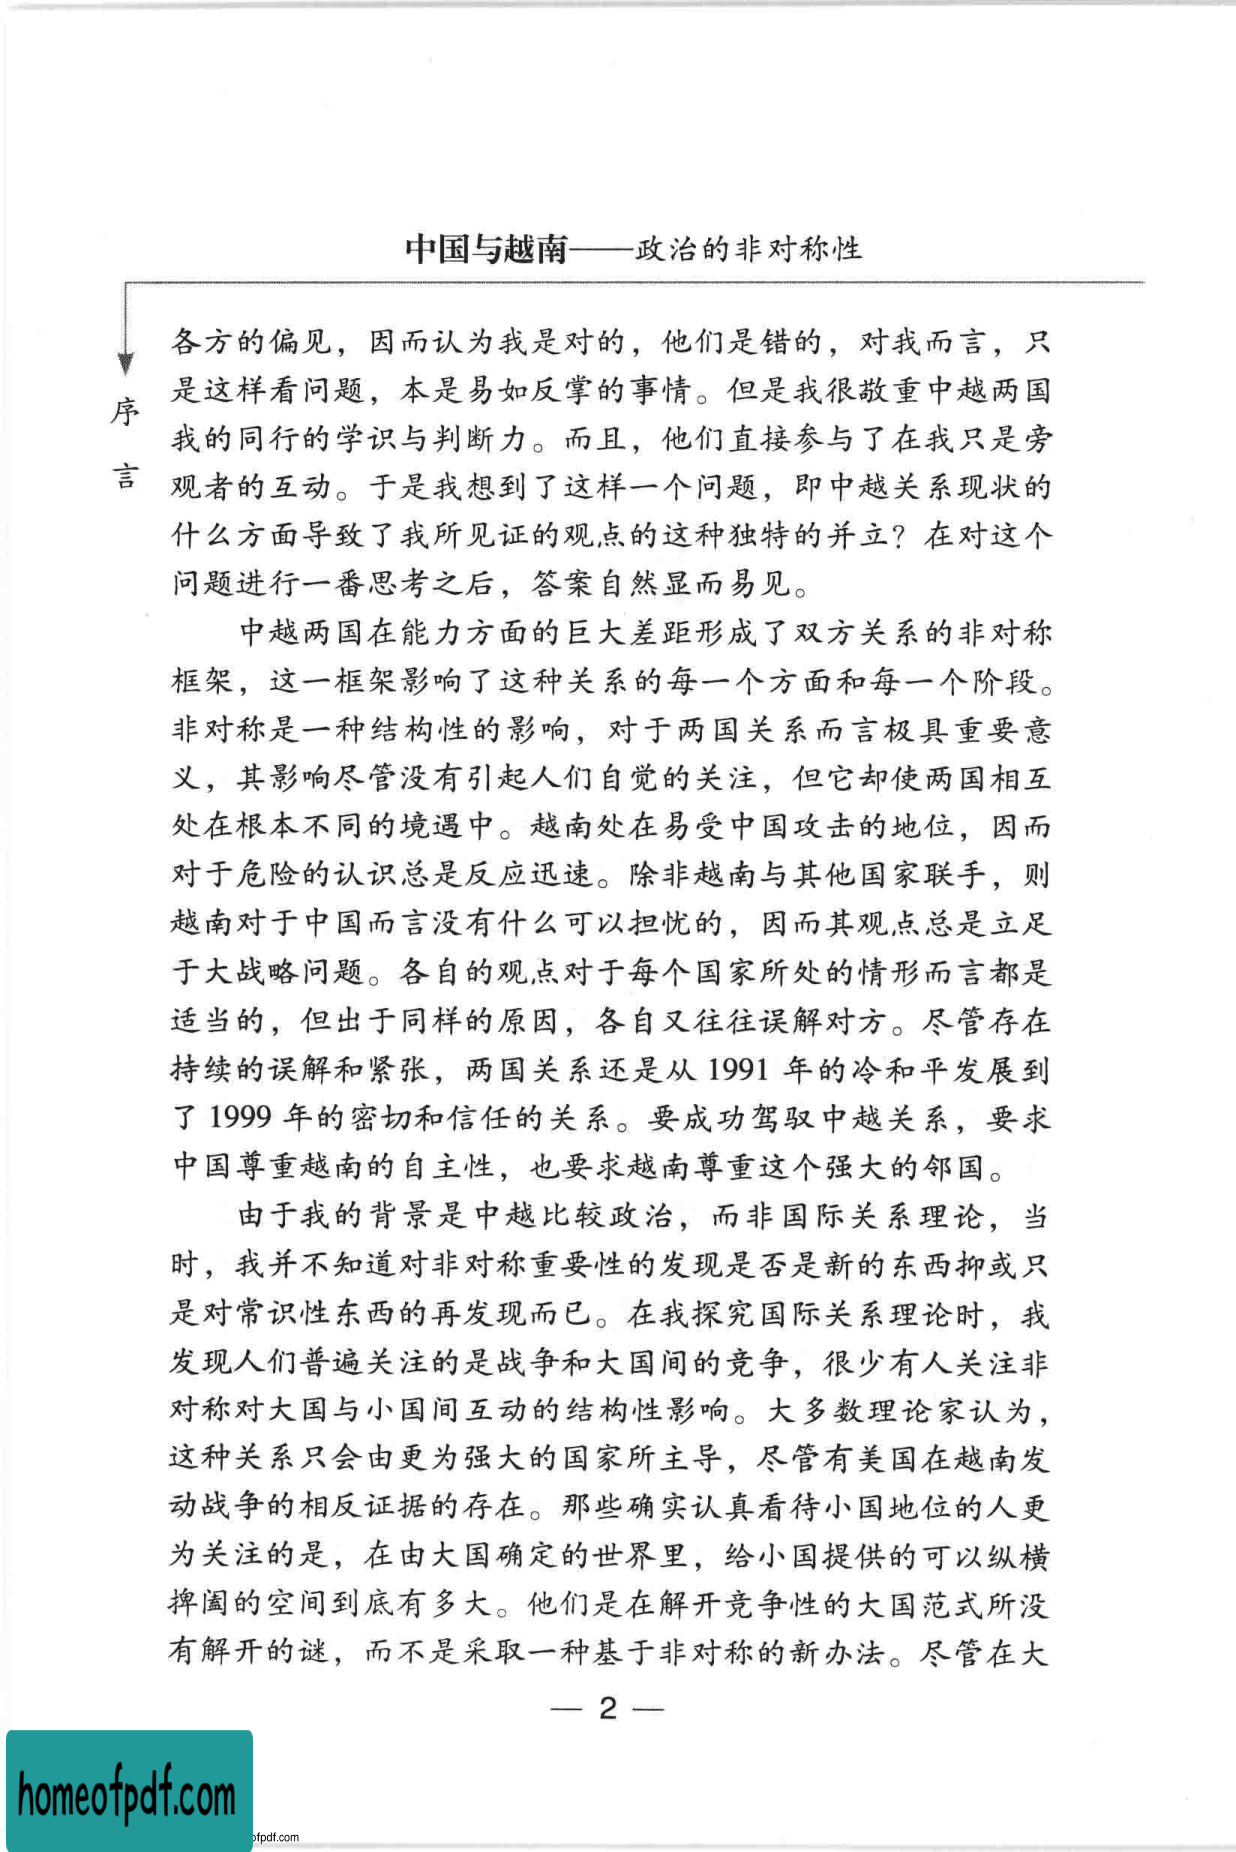 中国与越南——政治的非对称性
序
言
各方的偏见，因而认为我是对的，他们是错的，对我而言，只
是这样看问题，本是易如反掌的事情。但是我很敬重中越两国
我的同行的学识与判断力。而且，他们直接参与了在我只是旁
观者的互动。于是我想到了这样一个问题，即中越关系现状的
什么方面导致了我所见证的观点的这种独特的并立？在对这个
问题进行一番思考之后，答案自然显而易见。
中越两国在能力方面的巨大差距形成了双方关系的非对称
框架，这一框架影响了这种关系的每一个方面和每一个阶段。
非对称是一种结构性的影响，对于两国关系而言极具重要意
义，其影响尽管没有引起人们自觉的关注，但它却使两国相互
处在根本不同的境遇中。越南处在易受中国攻击的地位，因而
对于危险的认识总是反应迅速。除非越南与其他国家联手，则
越南对于中国而言没有什么可以担忧的，因而其观点总是立足
于大战略问题。各自的观点对于每个国家所处的情形而言都是
适当的，但出于同样的原因，各自又往往误解对方。尽管存在
持续的误解和紧张，两国关系还是从 1991 年的冷和平发展到
了 1999 年的密切和信任的关系。要成功驾驭中越关系，要求
中国尊重越南的自主性，也要求越南尊重这个强大的邻国。
由于我的背景是中越比较政治，而非国际关系理论，当
时，我并不知道对非对称重要性的发现是否是新的东西抑或只
是对常识性东西的再发现而已。在我探究国际关系理论时，我
发现人们普遍关注的是战争和大国间的竞争，很少有人关注非
对称对大国与小国间互动的结构性影响。大多数理论家认为，
这种关系只会由更为强大的国家所主导，尽管有美国在越南发
动战争的相反证据的存在。那些确实认真看待小国地位的人更
为关注的是，在由大国确定的世界里，给小国提供的可以纵横
捭阖的空间到底有多大。他们是在解开竞争性的大国范式所没
有解开的谜，而不是采取一种基于非对称的新办法。尽管在大
— 2 —
homeofpdf.com
ofpdf.com